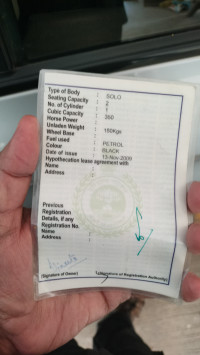 Type of Body : SOLO
Seating Capacity : 2
No. of Cylinder : 1
Cubic Capacity : 350
Horse Power :
Unladen Weight : 150Kgs
Wheel Base
Fuel used : PETROL
Colour : BLACK
Date of issue : 13-Nov-2009
Hypothecation lease agreement with
Name :
Address :
Previous
Registration
Details, if any
Registration No. :
Name :
Address :
(Signature of Owner) (Signature of Registration Authority)